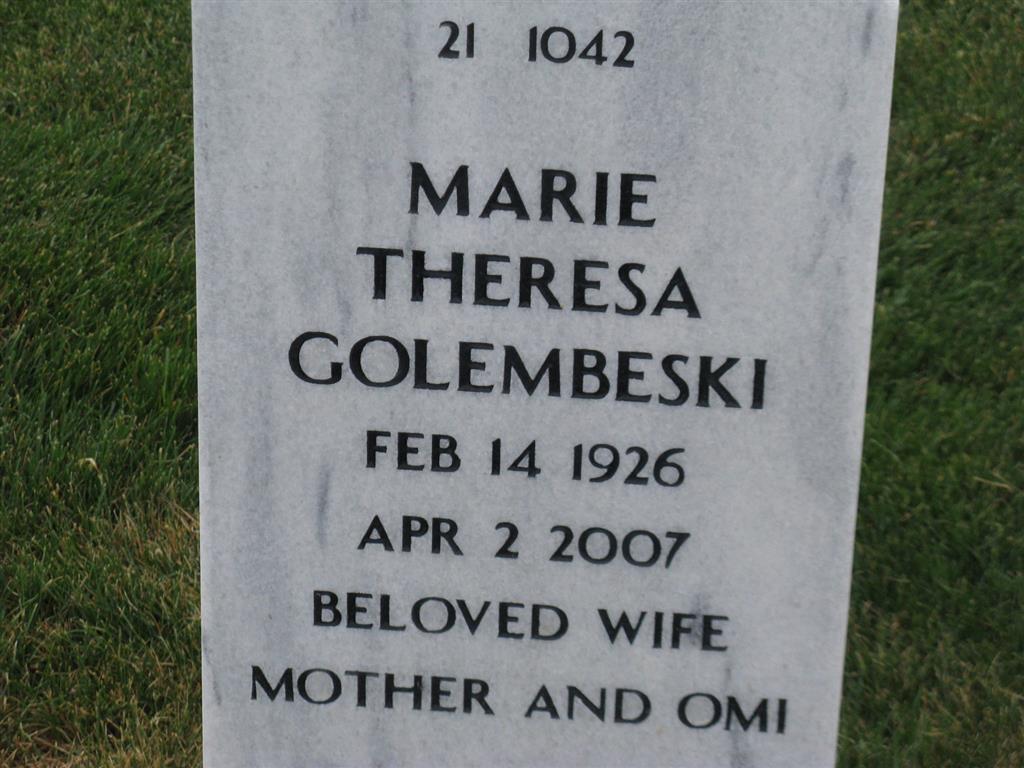 21 1042
MARIE
THERESA
GOLEMBESKI
FEB 14 1926
APR 2 2007
BELOVED WIFE
MOTHER AND OMI